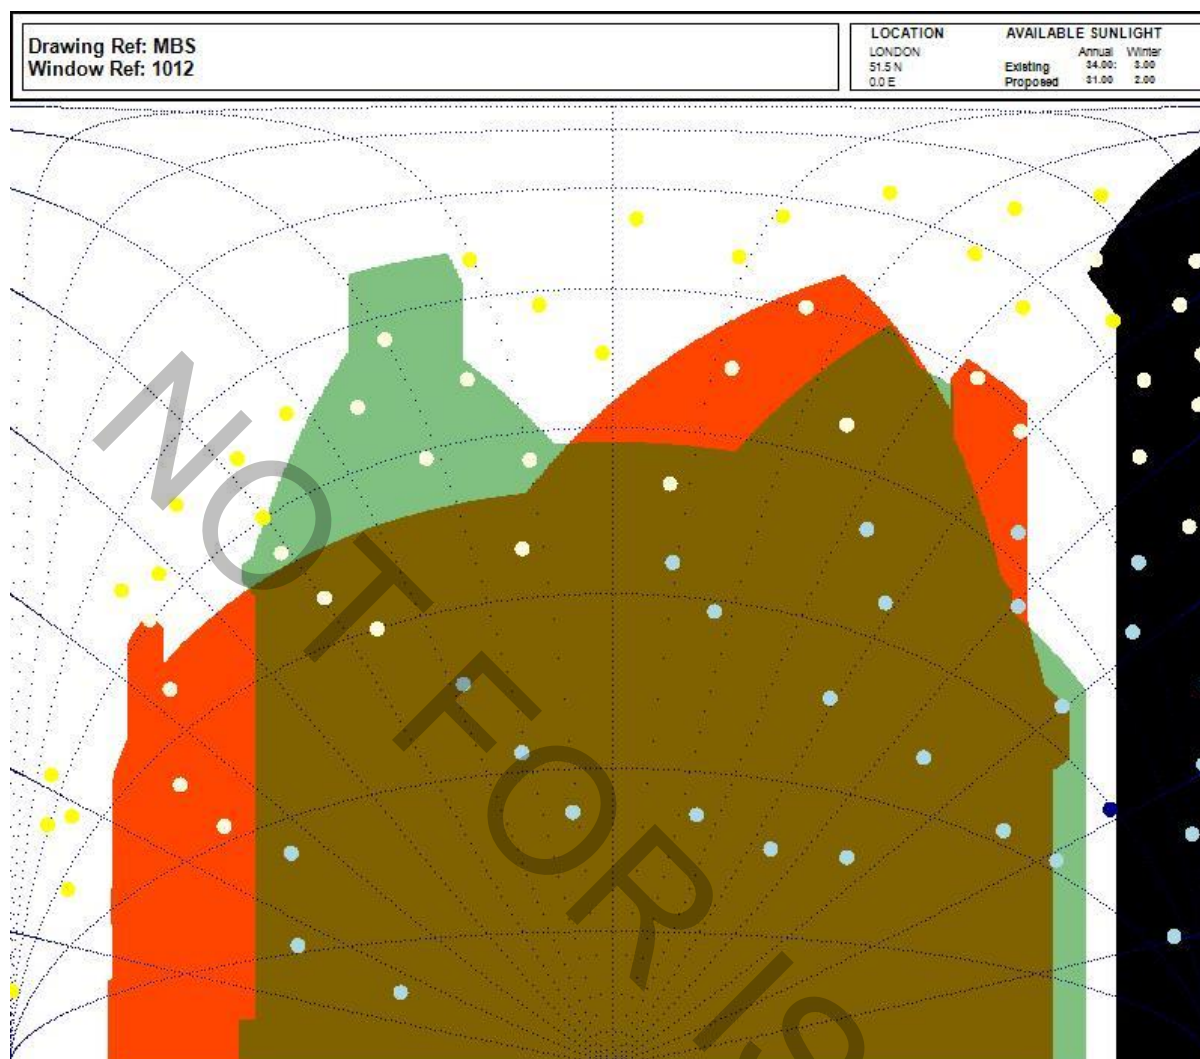 Drawing Ref: MBS
Window Ref: 1012
LOCATION
LONDON
51.5 N
0.0 E
AVAILABLE SUNLIGHT
Annual Winter
Existing 34.00: 3.00
Proposed 31.00 2.00
NOT FOR IS